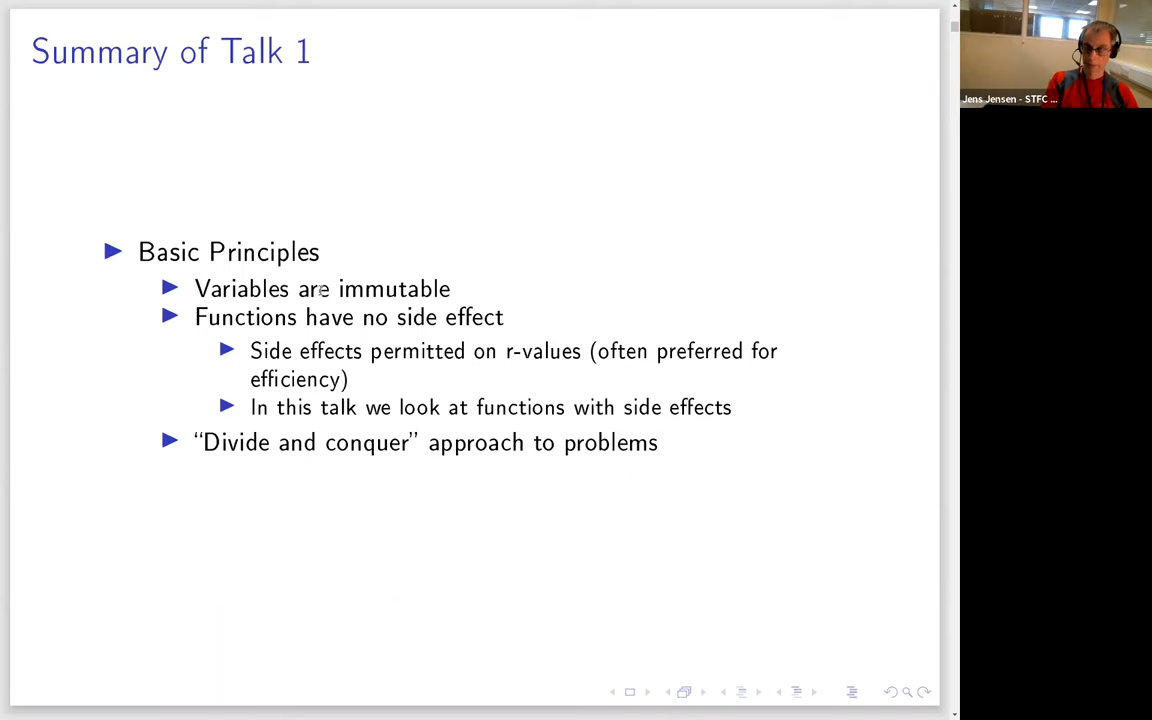 Summary of Talk 1
Basic Principles
Variables are immutable
Functions have no side effect
Side effects permitted on r-values (often preferred for
efficiency)
In this talk we look at functions with side effects
“Divide and conquer” approach to problems
Jens Jensen - STFC ...